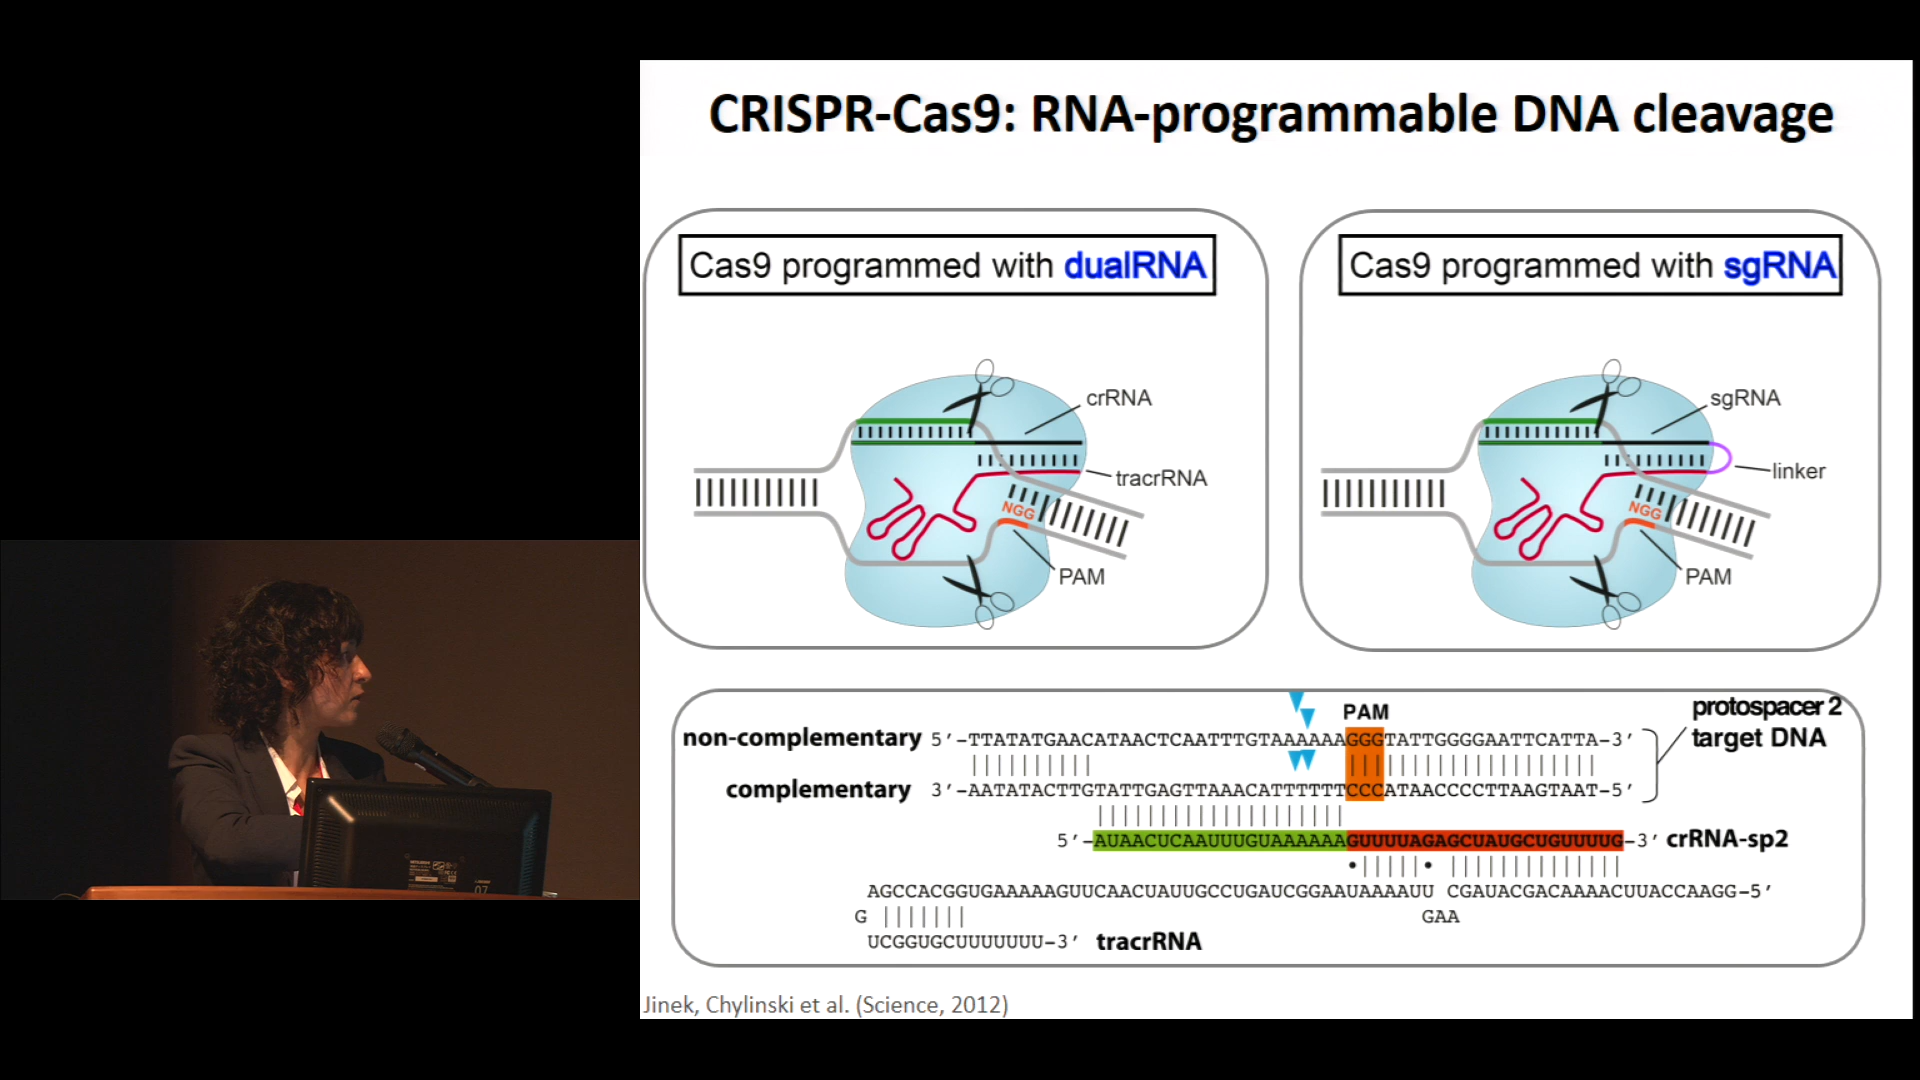 CRISPR-Cas9: RNA-programmable DNA cleavage
Cas9 programmed with dualRNA
crRNA
tracrRNA
NGG
PAM
Cas9 programmed with sgRNA
sgRNA
linker
NGG
PAM
PAM
protospacer 2
target DNA
non-complementary 5′-TTATATGAACATAACTCAATTTGTAAAAAAGGGTATTGGGGAATTCATTA-3′
complementary 3′-AATATACTTGTATTGAGTTAAACATTTTTTCCCATAACCCCTTAAGTAAT-5′
5′-AUAACUCAAUUUGUAAAAAAGUUUUAGAGCUAUGCUGUUUUG-3′ crRNA-sp2
AGCCACGGUGAAAAAGUUCAACUAUUGCCUGAUCGGAAUAAAAUU CGAUACGACAAAACUUACCAAGG-5′
G GAA
UCGGUGCUUUUUUU-3′ tracrRNA
Jinek, Chylinski et al. (Science, 2012)
07